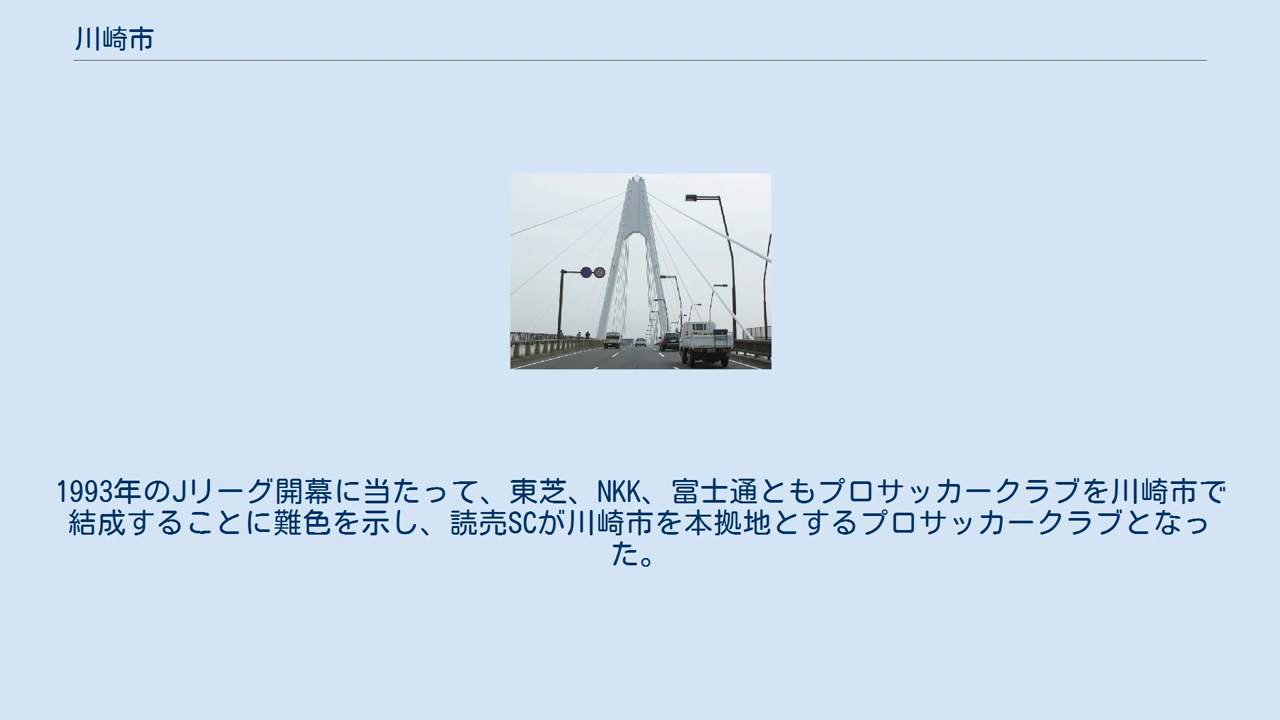 川崎市
1993年のJリーグ開幕に当たって、東芝、NKK、富士通ともプロサッカークラブを川崎市で
結成することに難色を示し、読売SCが川崎市を本拠地とするプロサッカークラブとなっ
た。